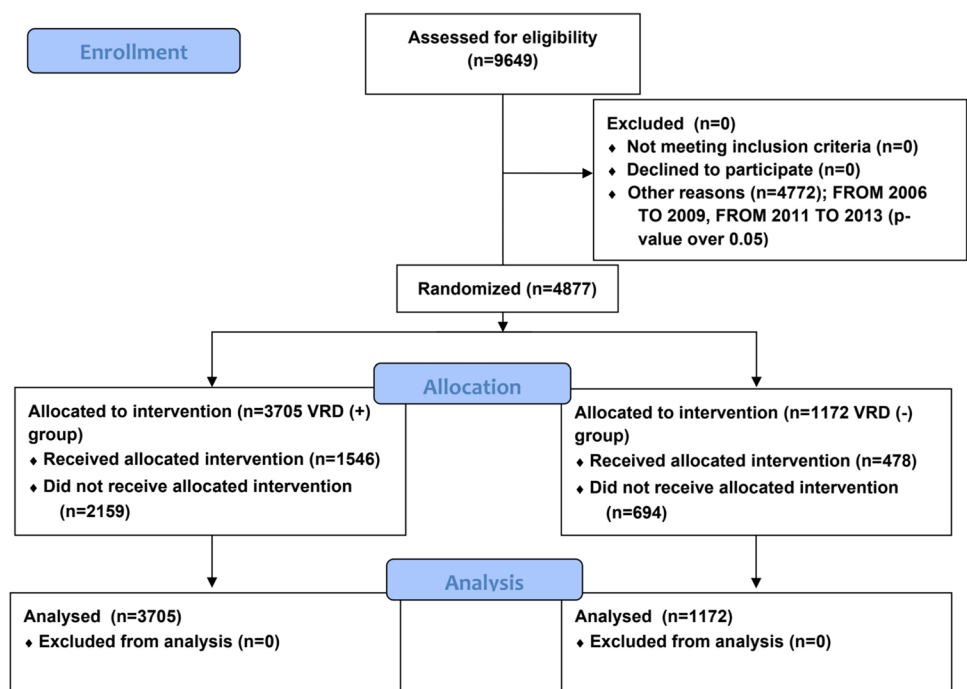 Enrollment
Assessed for eligibility
(n=9649)
Excluded (n=0)
♦ Not meeting inclusion criteria (n=0)
♦ Declined to participate (n=0)
♦ Other reasons (n=4772); FROM 2006
TO 2009, FROM 2011 TO 2013 (p-
value over 0.05)
Randomized (n=4877)
Allocation
Allocated to intervention (n=3705 VRD (+)
group)
♦ Received allocated intervention (n=1546)
♦ Did not receive allocated intervention
(n=2159)
Allocated to intervention (n=1172 VRD (-)
group)
♦ Received allocated intervention (n=478)
♦ Did not receive allocated intervention
(n=694)
Analysis
Analysed (n=3705)
♦ Excluded from analysis (n=0)
Analysed (n=1172)
♦ Excluded from analysis (n=0)